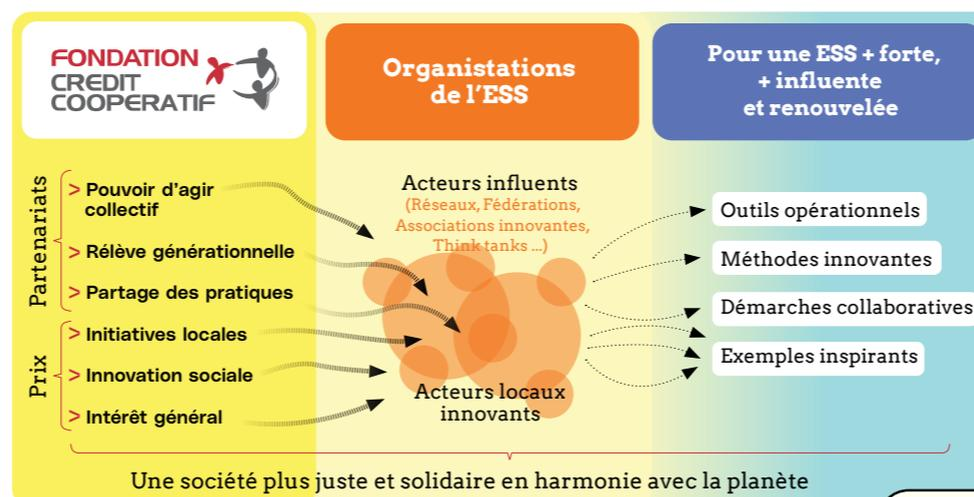 FONDATION
CREDIT
COOPERATIF
Organistations
de l'ESS
Pour une ESS + forte,
+ influente
et renouvelée
Partenariats
> Pouvoir d'agir
collectif
> Rélève générationnelle
> Partage des pratiques
Prix
> Initiatives locales
> Innovation sociale
> Intérêt général
Acteurs influents
(Réseaux, Fédérations,
Associations innovantes,
Think tanks ...)
Acteurs locaux
innovants
Outils opérationnels
Méthodes innovantes
Démarches collaboratives
Exemples inspirants
Une société plus juste et solidaire en harmonie avec la planète